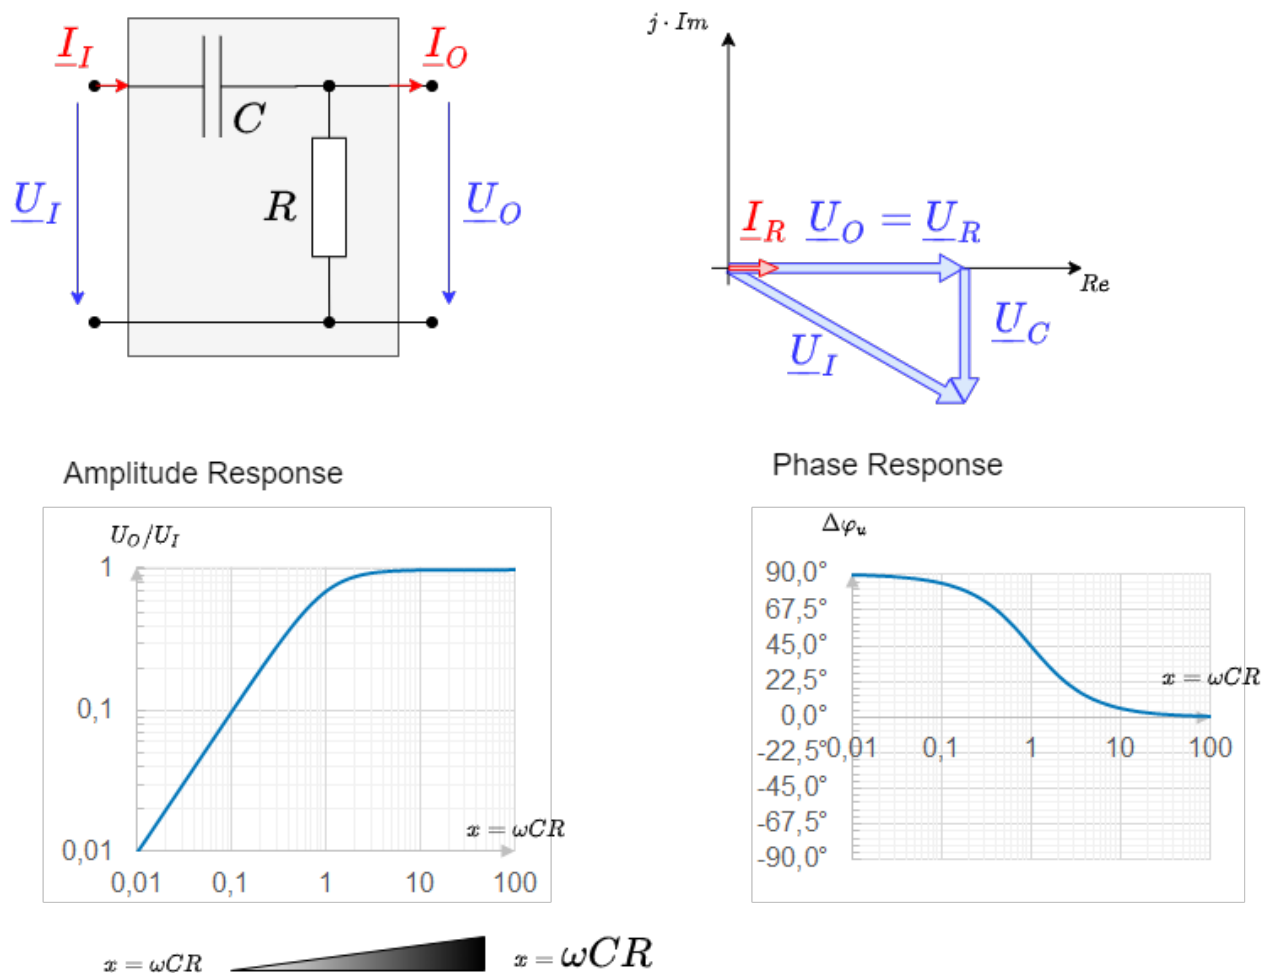 I_I
I_O
C
U_I
R
U_O
j · Im
I_R U_O = U_R
Re
U_C
U_I
Amplitude Response
U_O/U_I
1
0,1
0,01
x = ωCR
0,01 0,1 1 10 100
Phase Response
Δφ_u
90,0°
67,5°
45,0°
22,5°
x = ωCR
0,0°
-22,5°
0,01 0,1 1 10 100
-45,0°
-67,5°
-90,0°
x = ωCR
x = ωCR